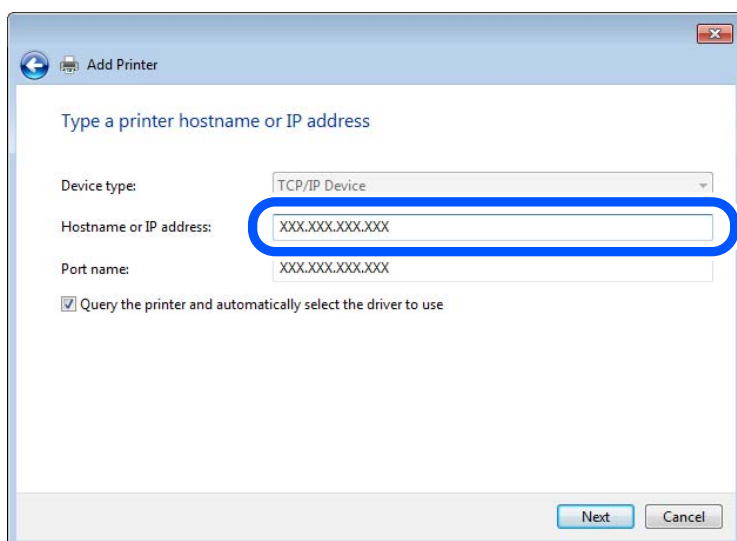 Add Printer
Type a printer hostname or IP address
Device type: TCP/IP Device
Hostname or IP address: XXX.XXX.XXX.XXX
Port name: XXX.XXX.XXX.XXX
Query the printer and automatically select the driver to use
Next Cancel